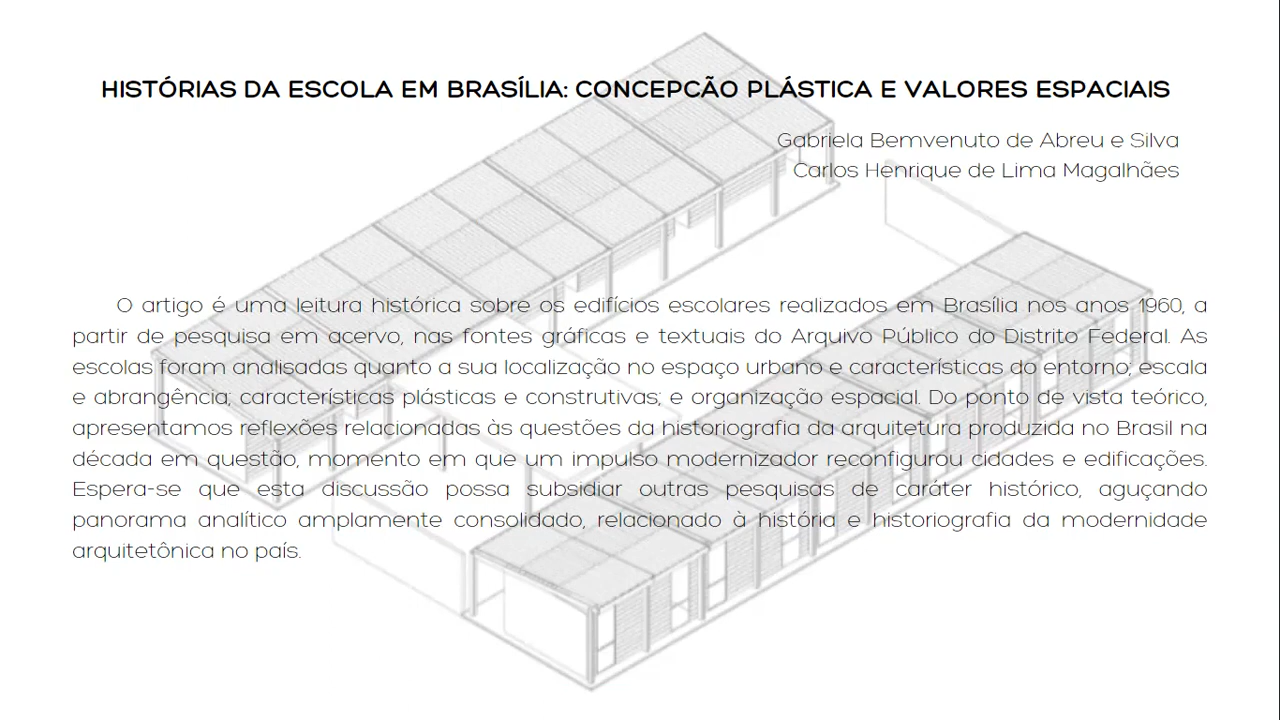 HISTÓRIAS DA ESCOLA EM BRASÍLIA: CONCEPCÃO PLÁSTICA E VALORES ESPACIAIS
Gabriela Bemvenuto de Abreu e Silva
Carlos Henrique de Lima Magalhães
O artigo é uma leitura histórica sobre os edifícios escolares realizados em Brasília nos anos 1960, a
partir de pesquisa em acervo, nas fontes gráficas e textuais do Arquivo Público do Distrito Federal. As
escolas foram analisadas quanto a sua localização no espaço urbano e características do entorno; escala
e abrangência; características plásticas e construtivas; e organização espacial. Do ponto de vista teórico,
apresentamos reflexões relacionadas às questões da historiografia da arquitetura produzida no Brasil na
década em questão, momento em que um impulso modernizador reconfigurou cidades e edificações.
Espera-se que esta discussão possa subsidiar outras pesquisas de caráter histórico, aguçando
panorama analítico amplamente consolidado, relacionado à história e historiografia da modernidade
arquitetônica no país.